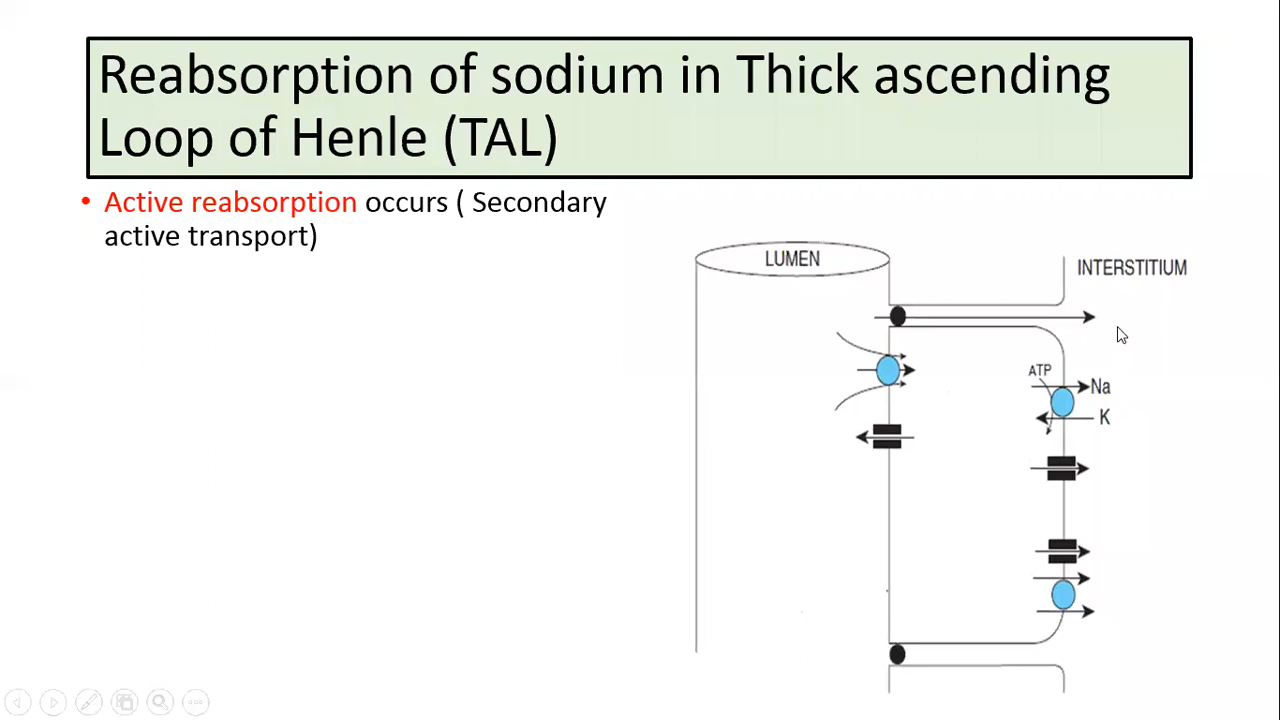 Reabsorption of sodium in Thick ascending
Loop of Henle (TAL)
• Active reabsorption occurs ( Secondary
active transport)
LUMEN
INTERSTITIUM
ATP
Na
K